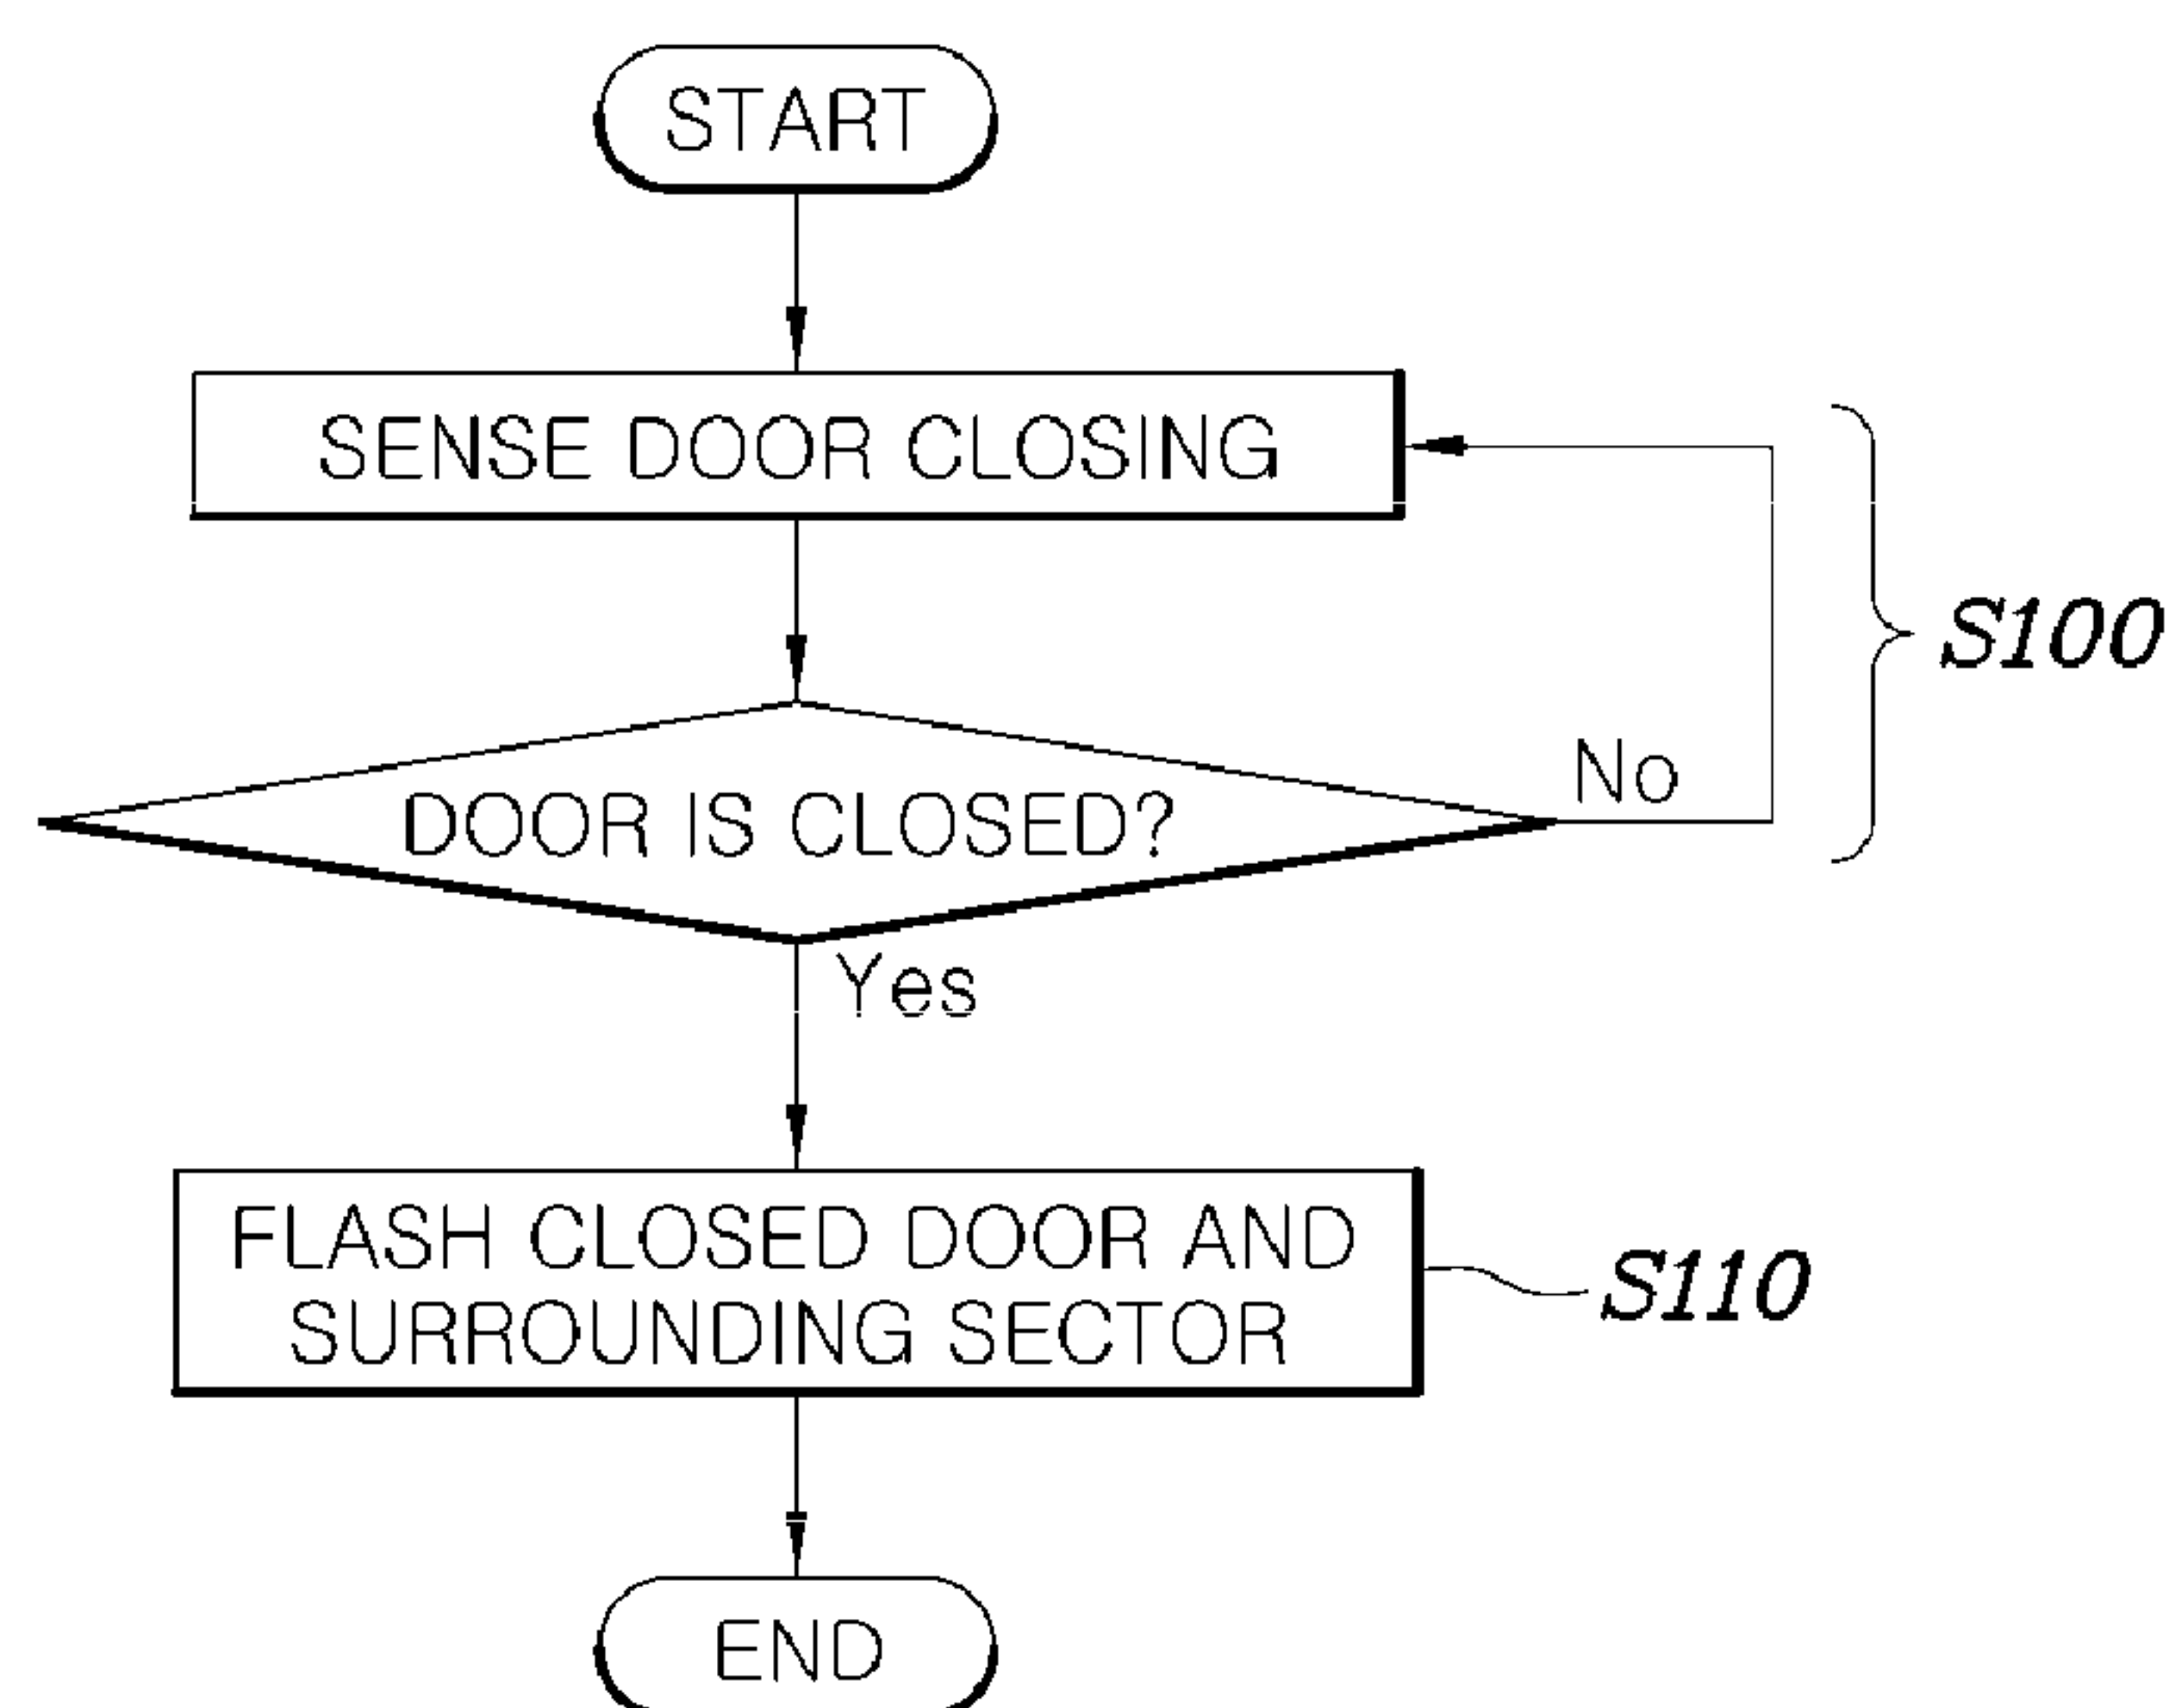 START
SENSE DOOR CLOSING
S100
DOOR IS CLOSED?
No
Yes
FLASH CLOSED DOOR AND
SURROUNDING SECTOR
S110
END